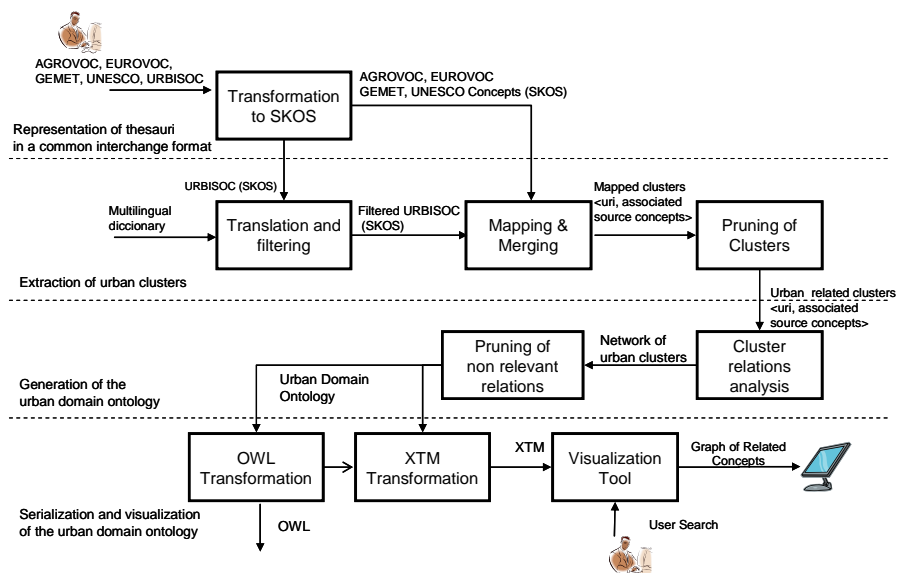 AGROVOC, EUROVOC,
GEMET, UNESCO, URBISOC
Transformation
to SKOS
AGROVOC, EUROVOC
GEMET, UNESCO Concepts (SKOS)
Representation of thesauri
in a common interchange format
URBISOC (SKOS)
Multilingual
diccionary
Translation and
filtering
Filtered URBISOC
(SKOS)
Mapping &
Merging
Mapped clusters
<uri, associated
source concepts>
Pruning of
Clusters
Extraction of urban clusters
Urban related clusters
<uri, associated
source concepts>
Cluster
relations
analysis
Network of
urban clusters
Pruning of
non relevant
relations
Urban Domain
Ontology
Generation of the
urban domain ontology
OWL
Transformation
XTM
Transformation
XTM
Visualization
Tool
Graph of Related
Concepts
Serialization and visualization
of the urban domain ontology
OWL
User Search